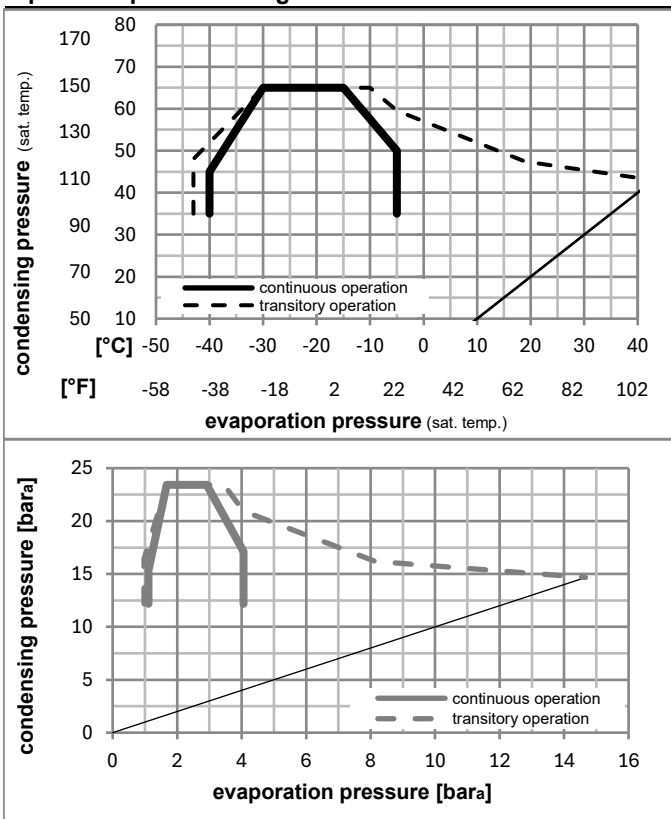 condensing pressure (sat. temp.)
170 80
150 70
130 60
110 50
90 40
70 30
50 20
10
continuous operation
transitory operation
[°C] -50 -40 -30 -20 -10 0 10 20 30 40
[°F] -58 -38 -18 2 22 42 62 82 102
evaporation pressure (sat. temp.)
condensing pressure [bara]
25
20
15
10
5
0
continuous operation
transitory operation
0 2 4 6 8 10 12 14 16
evaporation pressure [bara]